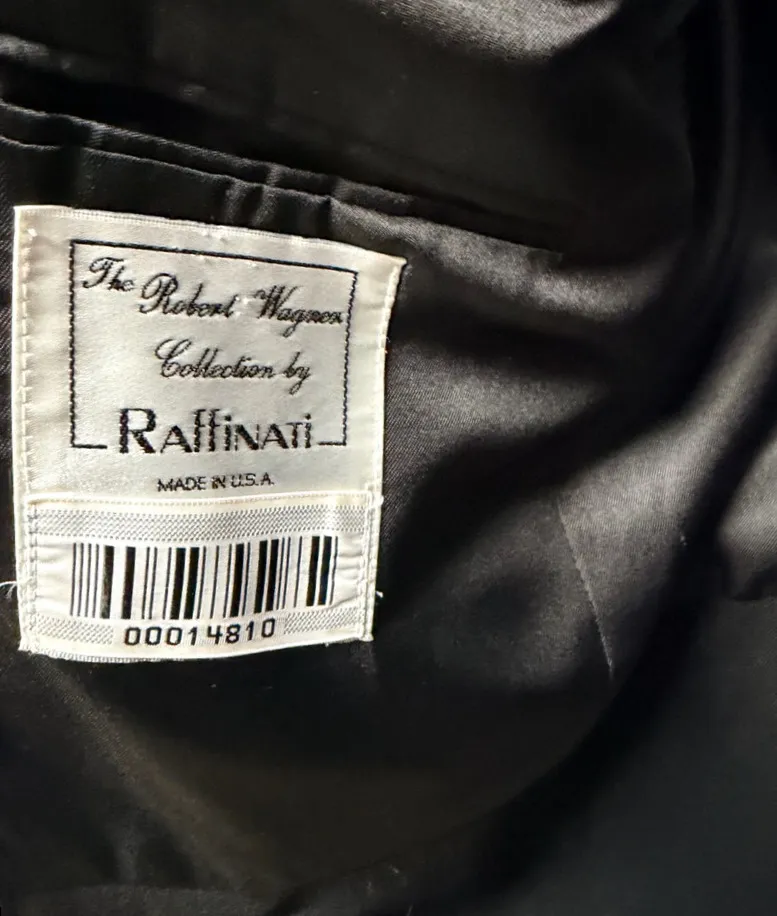 The Robert Wagner
Collection by
RAffiNATi
MADE IN U.S.A.
00014810